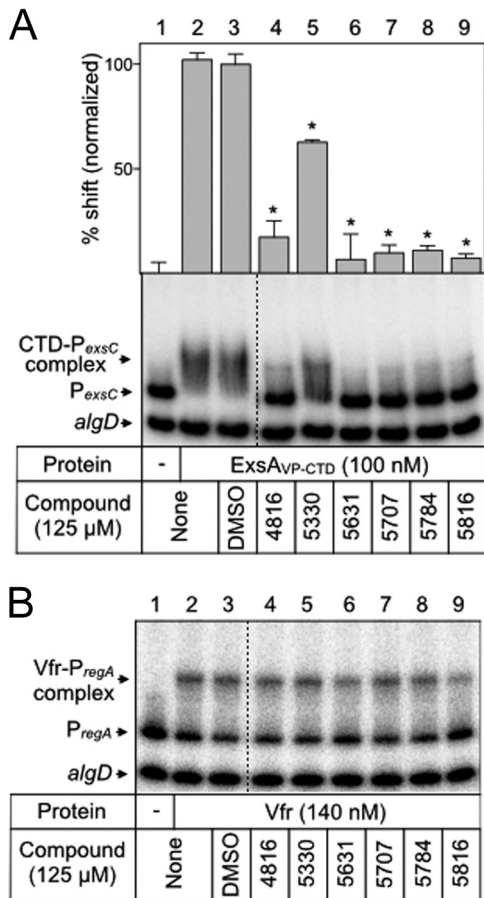 A
1 2 3 4 5 6 7 8 9
% shift (normalized)
100
50
* * * * * *
CTD-PexsC
complex
PexsC
algD
Protein - ExsAVP-CTD (100 nM)
Compound
(125 µM)
None DMSO 4816 5330 5631 5707 5784 5816
B
1 2 3 4 5 6 7 8 9
Vfr-PregA
complex
PregA
algD
Protein - Vfr (140 nM)
Compound
(125 µM)
None DMSO 4816 5330 5631 5707 5784 5816